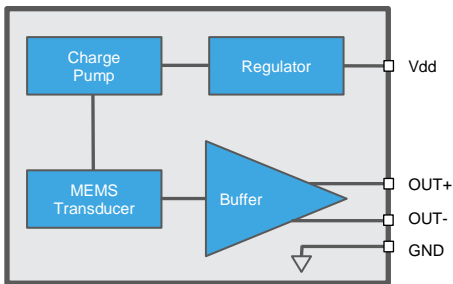 Charge
Pump
Regulator
Vdd
MEMS
Transducer
Buffer
OUT+
OUT-
GND